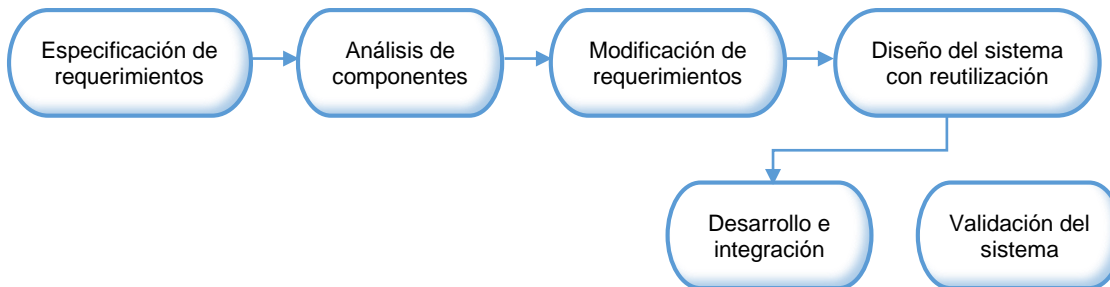 Especificación de
requerimientos
Análisis de
componentes
Modificación de
requerimientos
Diseño del sistema
con reutilización
Desarrollo e
integración
Validación del
sistema